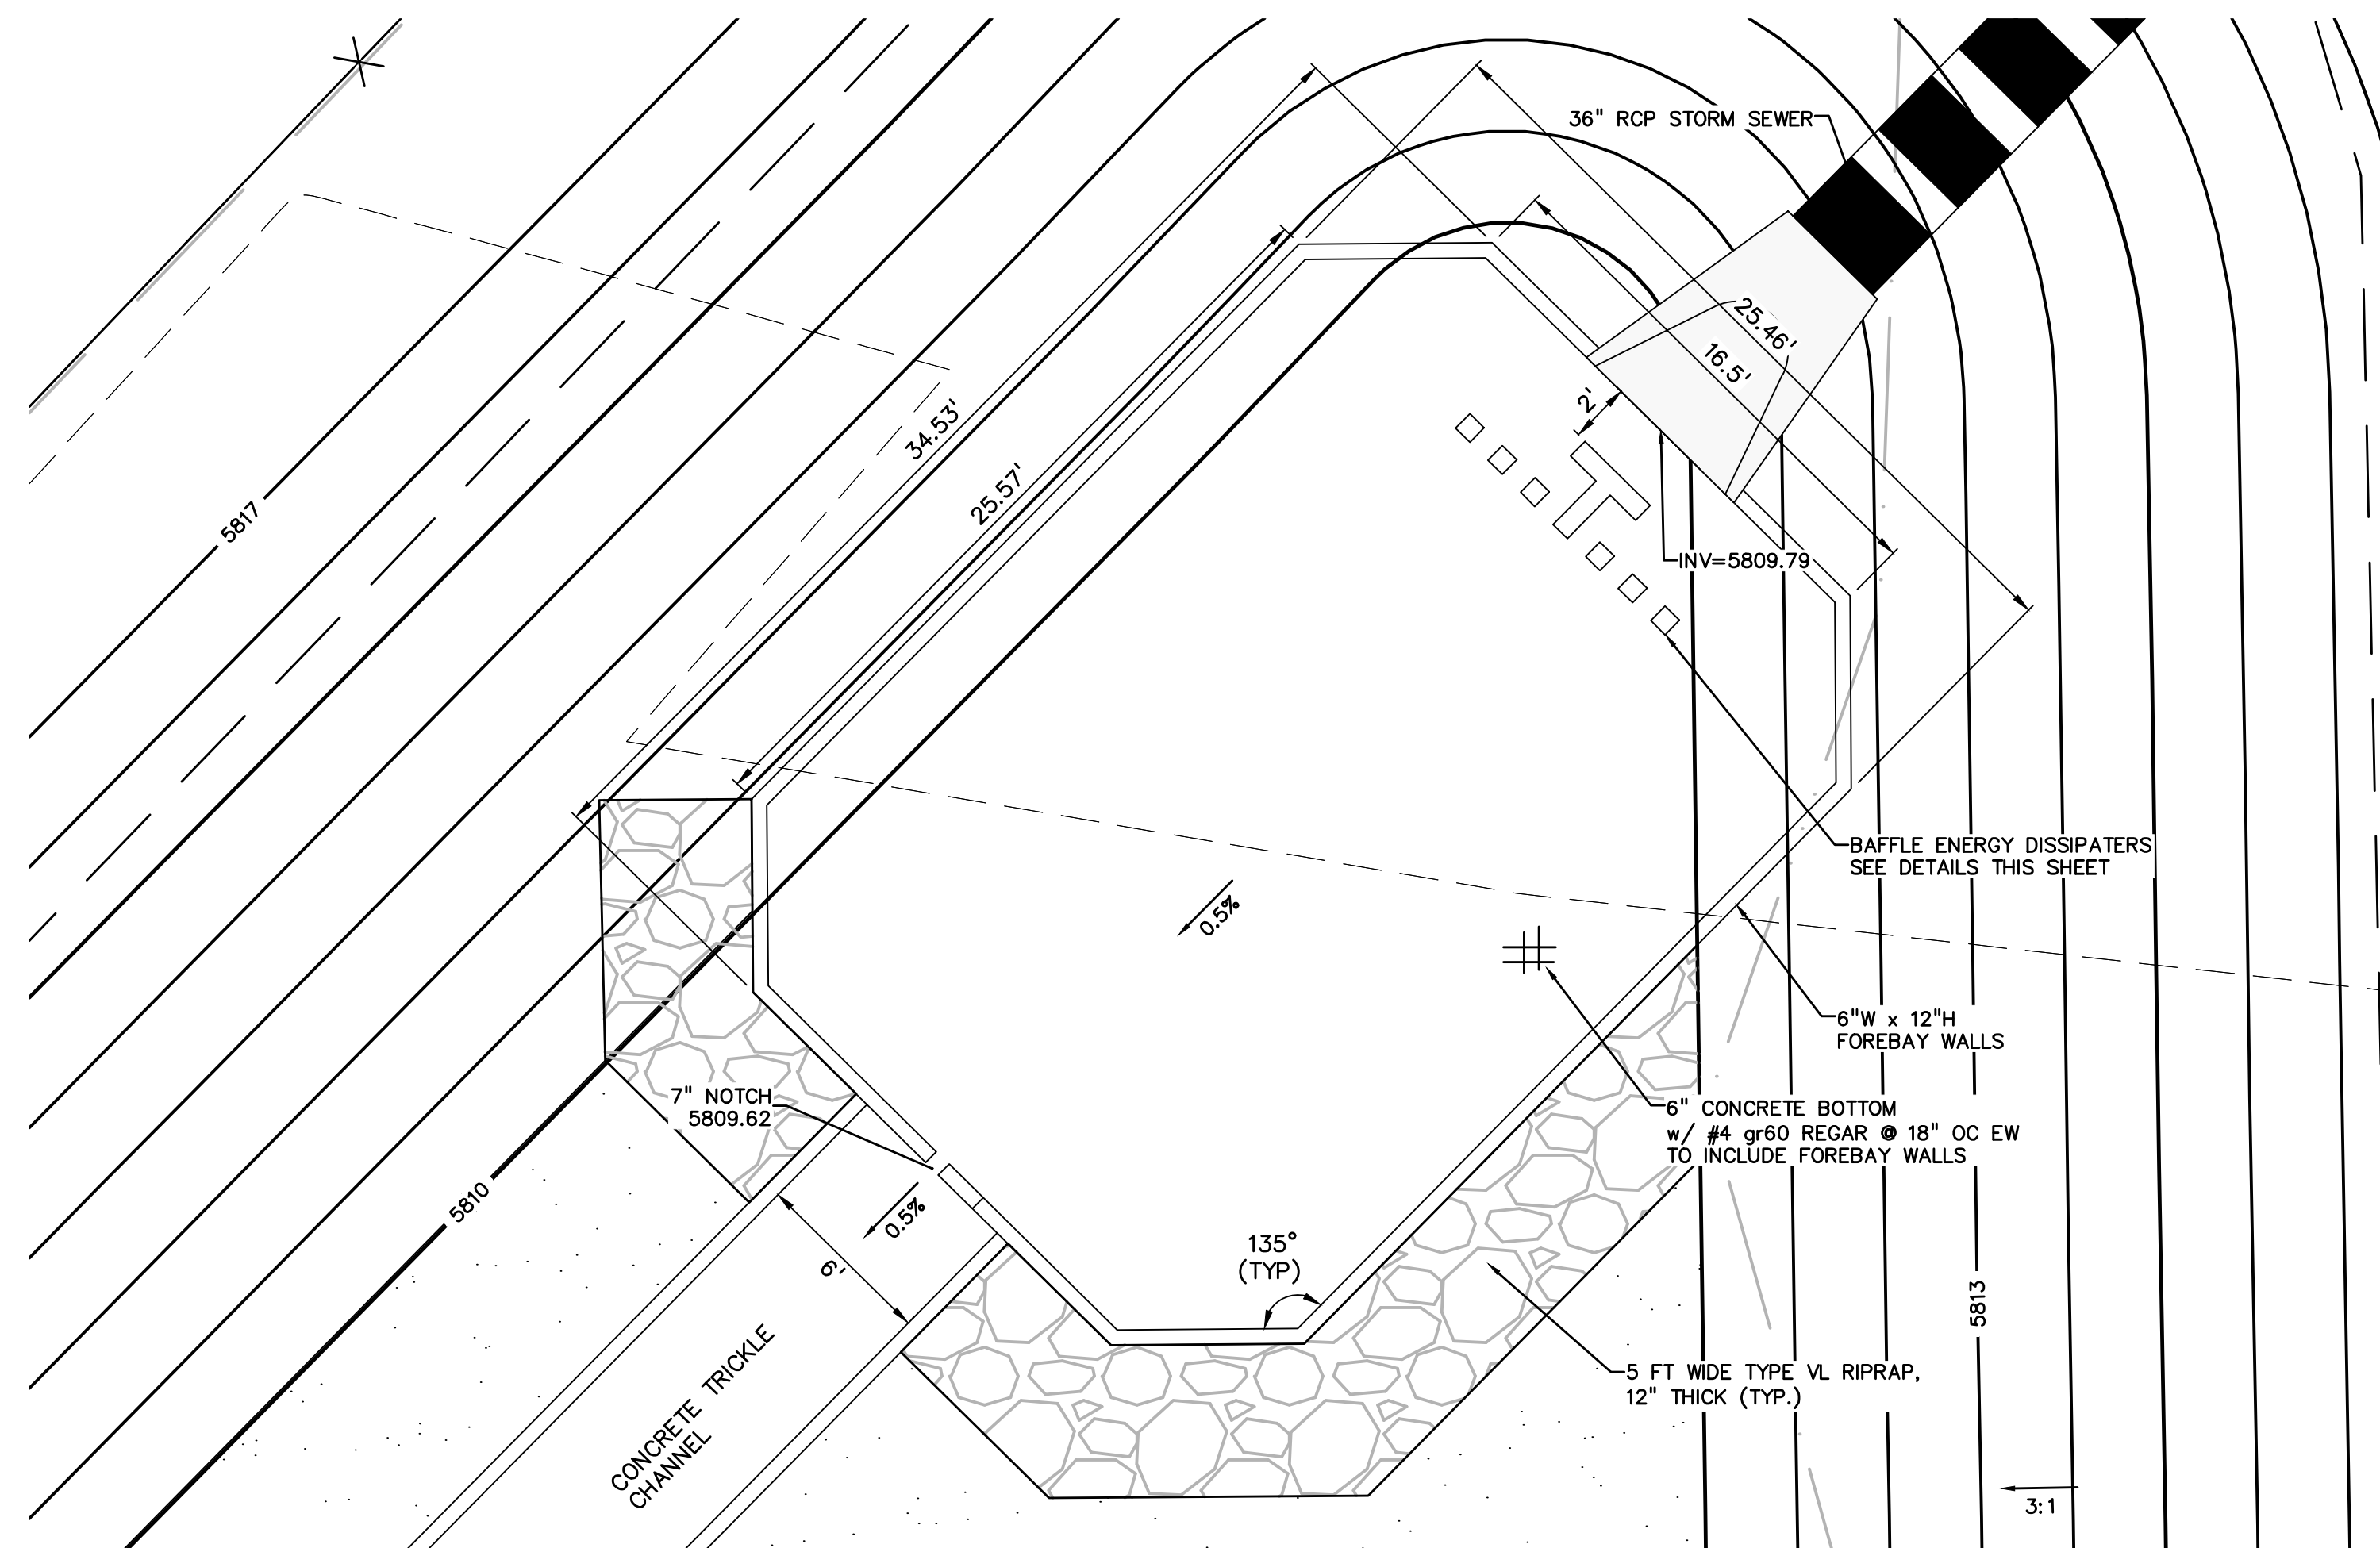 36" RCP STORM SEWER
25.46'
16.5'
2'
34.53'
25.57'
5817
INV=5809.79
BAFFLE ENERGY DISSIPATERS
SEE DETAILS THIS SHEET
0.5%
6"W x 12"H
FOREBAY WALLS
7" NOTCH
5809.62
6" CONCRETE BOTTOM
w/ #4 gr60 REGAR @ 18" OC EW
TO INCLUDE FOREBAY WALLS
5810
0.5%
6'
135°
(TYP)
5813
CONCRETE TRICKLE
CHANNEL
5 FT WIDE TYPE VL RIPRAP,
12" THICK (TYP.)
3:1